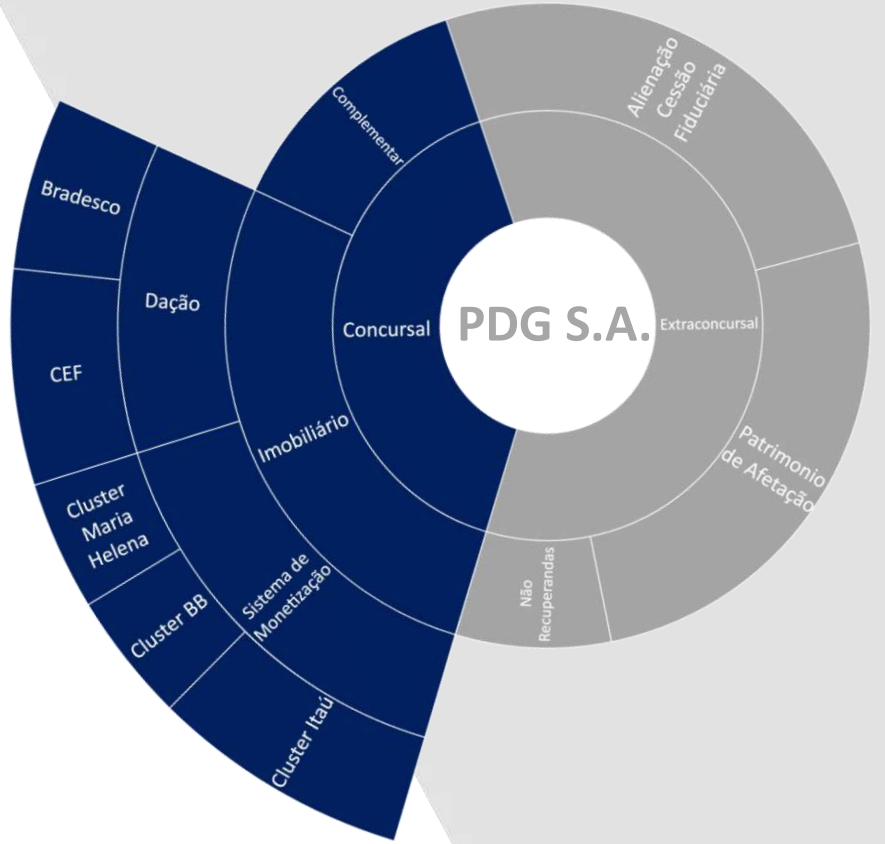 PDG S.A.
Concursal
Complementar
Imobiliário
Dação
Bradesco
CEF
Sistema de
Monetização
Cluster
Maria
Helena
Cluster BB
Cluster Itaú
Extraconcursal
Alienação
Cessão
Fiduciária
Patrimonio
de Afetação
Não
Recuperandas